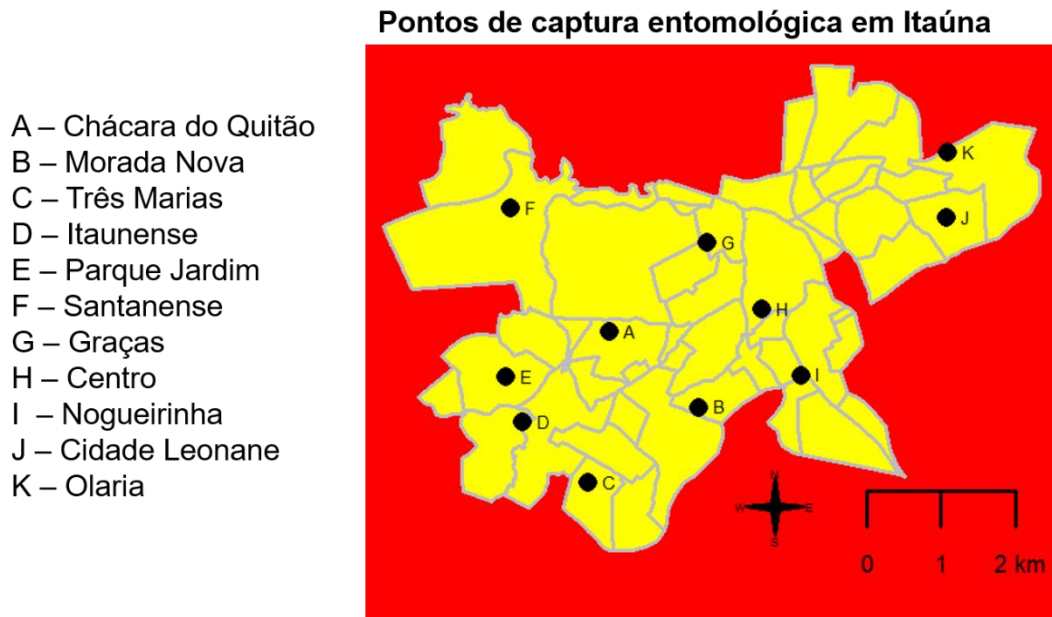 Pontos de captura entomológica em Itaúna
A – Chácara do Quitão
B – Morada Nova
C – Três Marias
D – Itaunense
E – Parque Jardim
F – Santanense
G – Graças
H – Centro
I – Nogueirinha
J – Cidade Leonane
K – Olaria
K
F
J
G
H
A
E
I
B
D
C
N
W
E
S
0
1
2 km